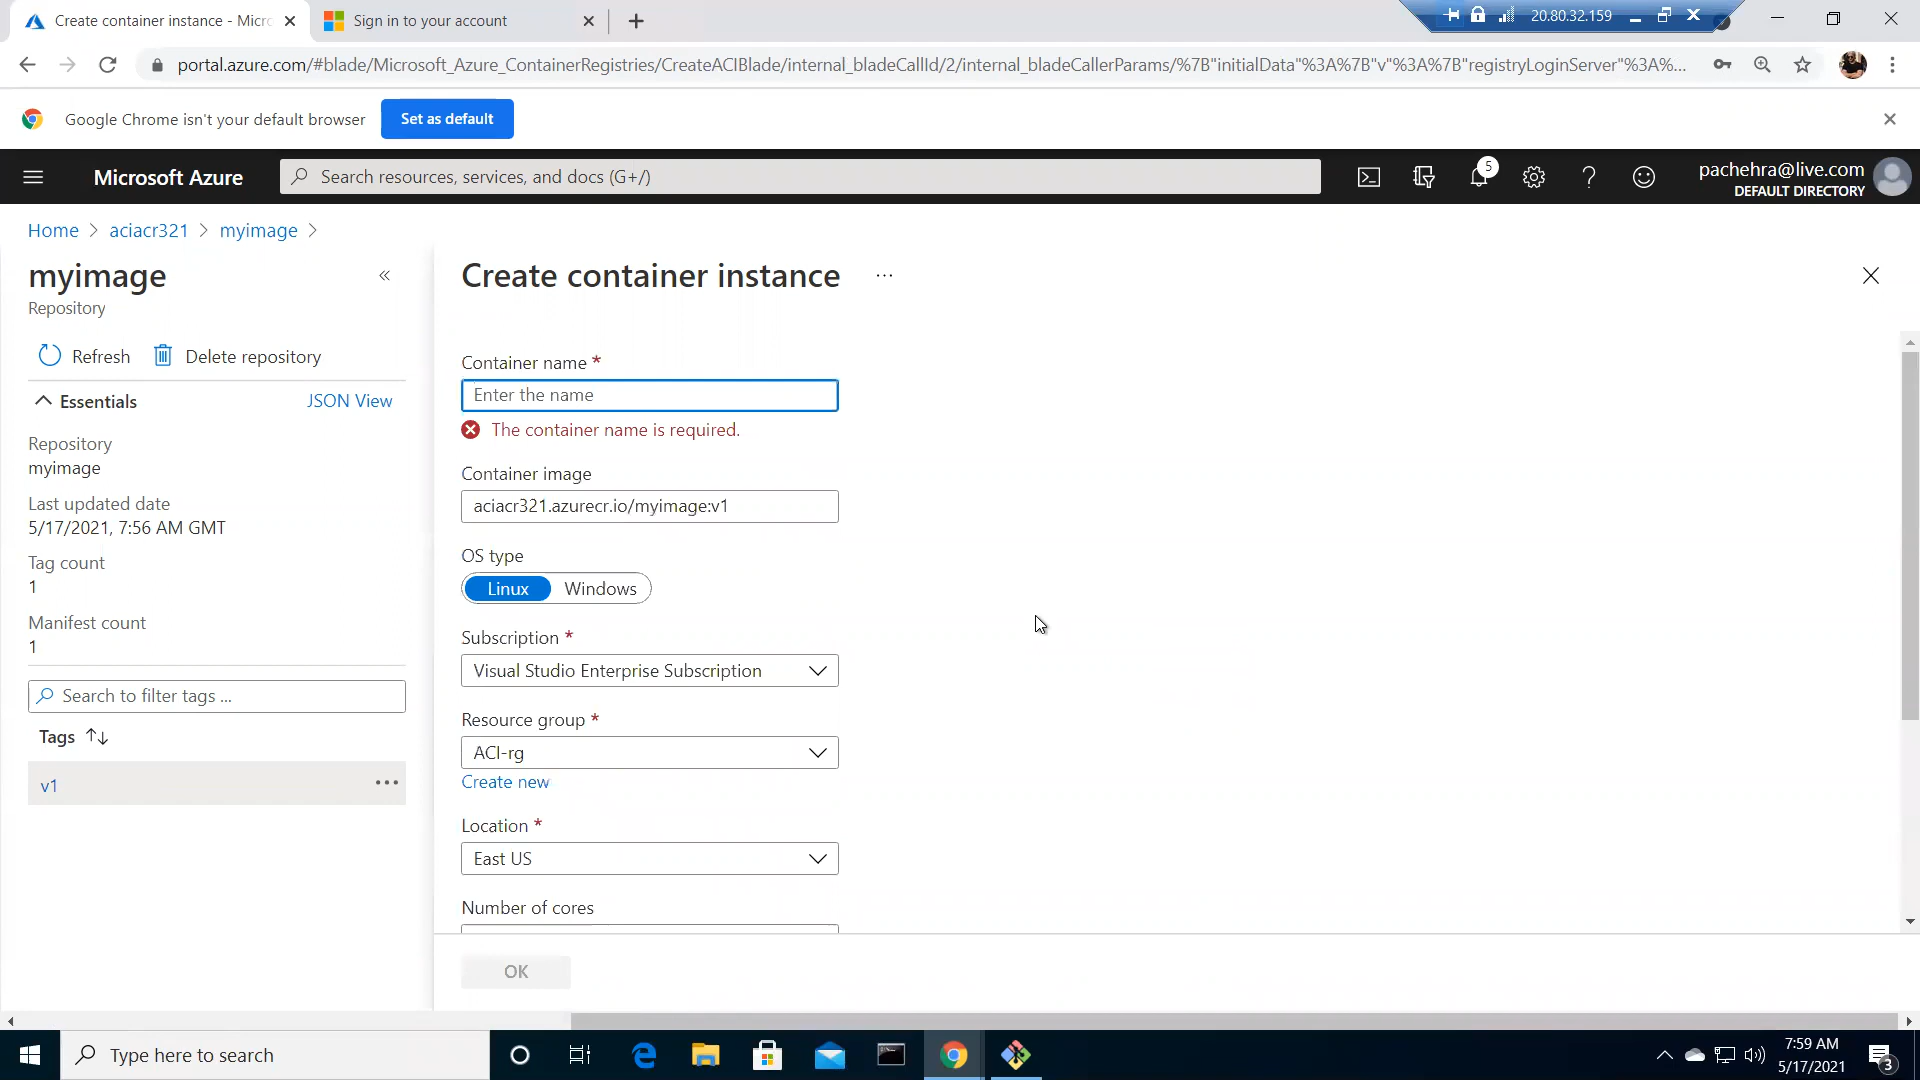 Create container instance - Micr
Sign in to your account
20.80.32.159
portal.azure.com/#blade/Microsoft_Azure_ContainerRegistries/CreateACIBlade/internal_bladeCallId/2/internal_bladeCallerParams/%7B"initialData"%3A%7B"v"%3A%7B"registryLoginServer"%3A%...
Google Chrome isn't your default browser
Set as default
Microsoft Azure
Search resources, services, and docs (G+/)
5
pachehra@live.com
DEFAULT DIRECTORY
Home > aciacr321 > myimage >
myimage
Repository
Refresh
Delete repository
Essentials
JSON View
Repository
myimage
Last updated date
5/17/2021, 7:56 AM GMT
Tag count
1
Manifest count
1
Search to filter tags ...
Tags
v1
Create container instance
Container name *
Enter the name
The container name is required.
Container image
aciacr321.azurecr.io/myimage:v1
OS type
Linux
Windows
Subscription *
Visual Studio Enterprise Subscription
Resource group *
ACI-rg
Create new
Location *
East US
Number of cores
OK
Type here to search
7:59 AM
5/17/2021
3